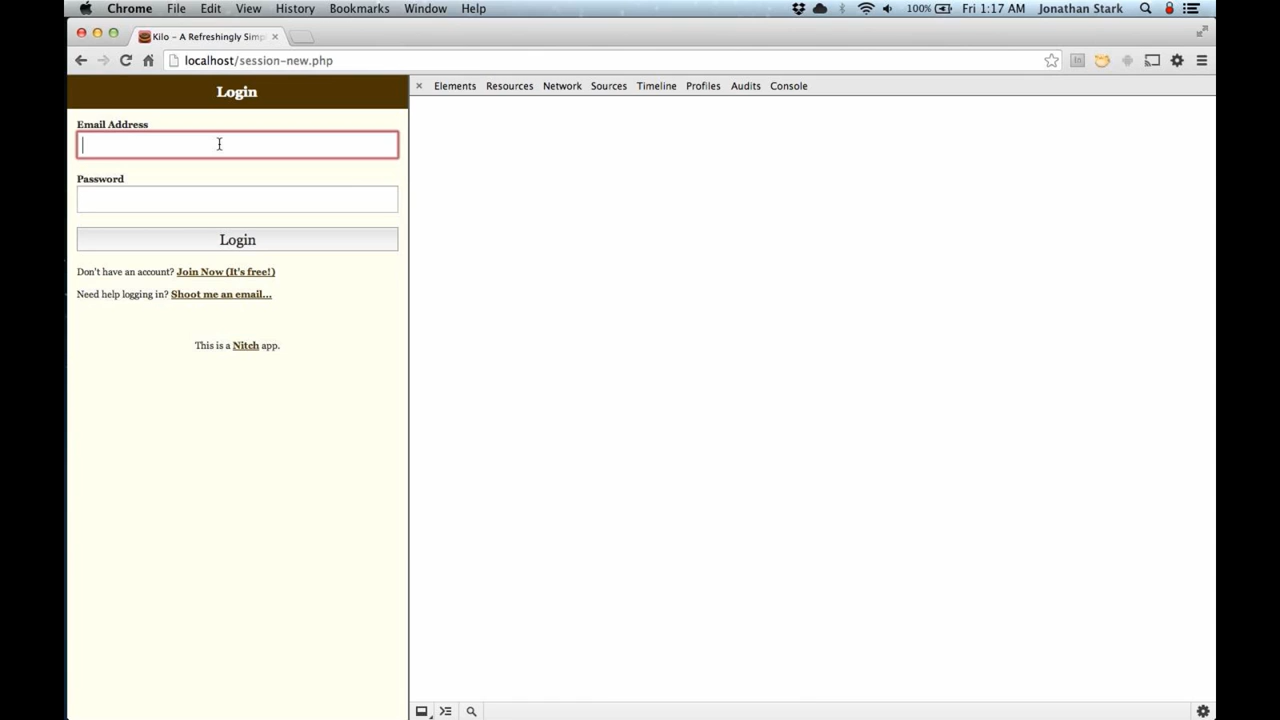 Chrome File Edit View History Bookmarks Window Help 100% Fri 1:17 AM Jonathan Stark
Kilo – A Refreshingly Simp
localhost/session-new.php
Login
Elements Resources Network Sources Timeline Profiles Audits Console
Email Address
Password
Login
Don't have an account? Join Now (It's free!)
Need help logging in? Shoot me an email...
This is a Nitch app.